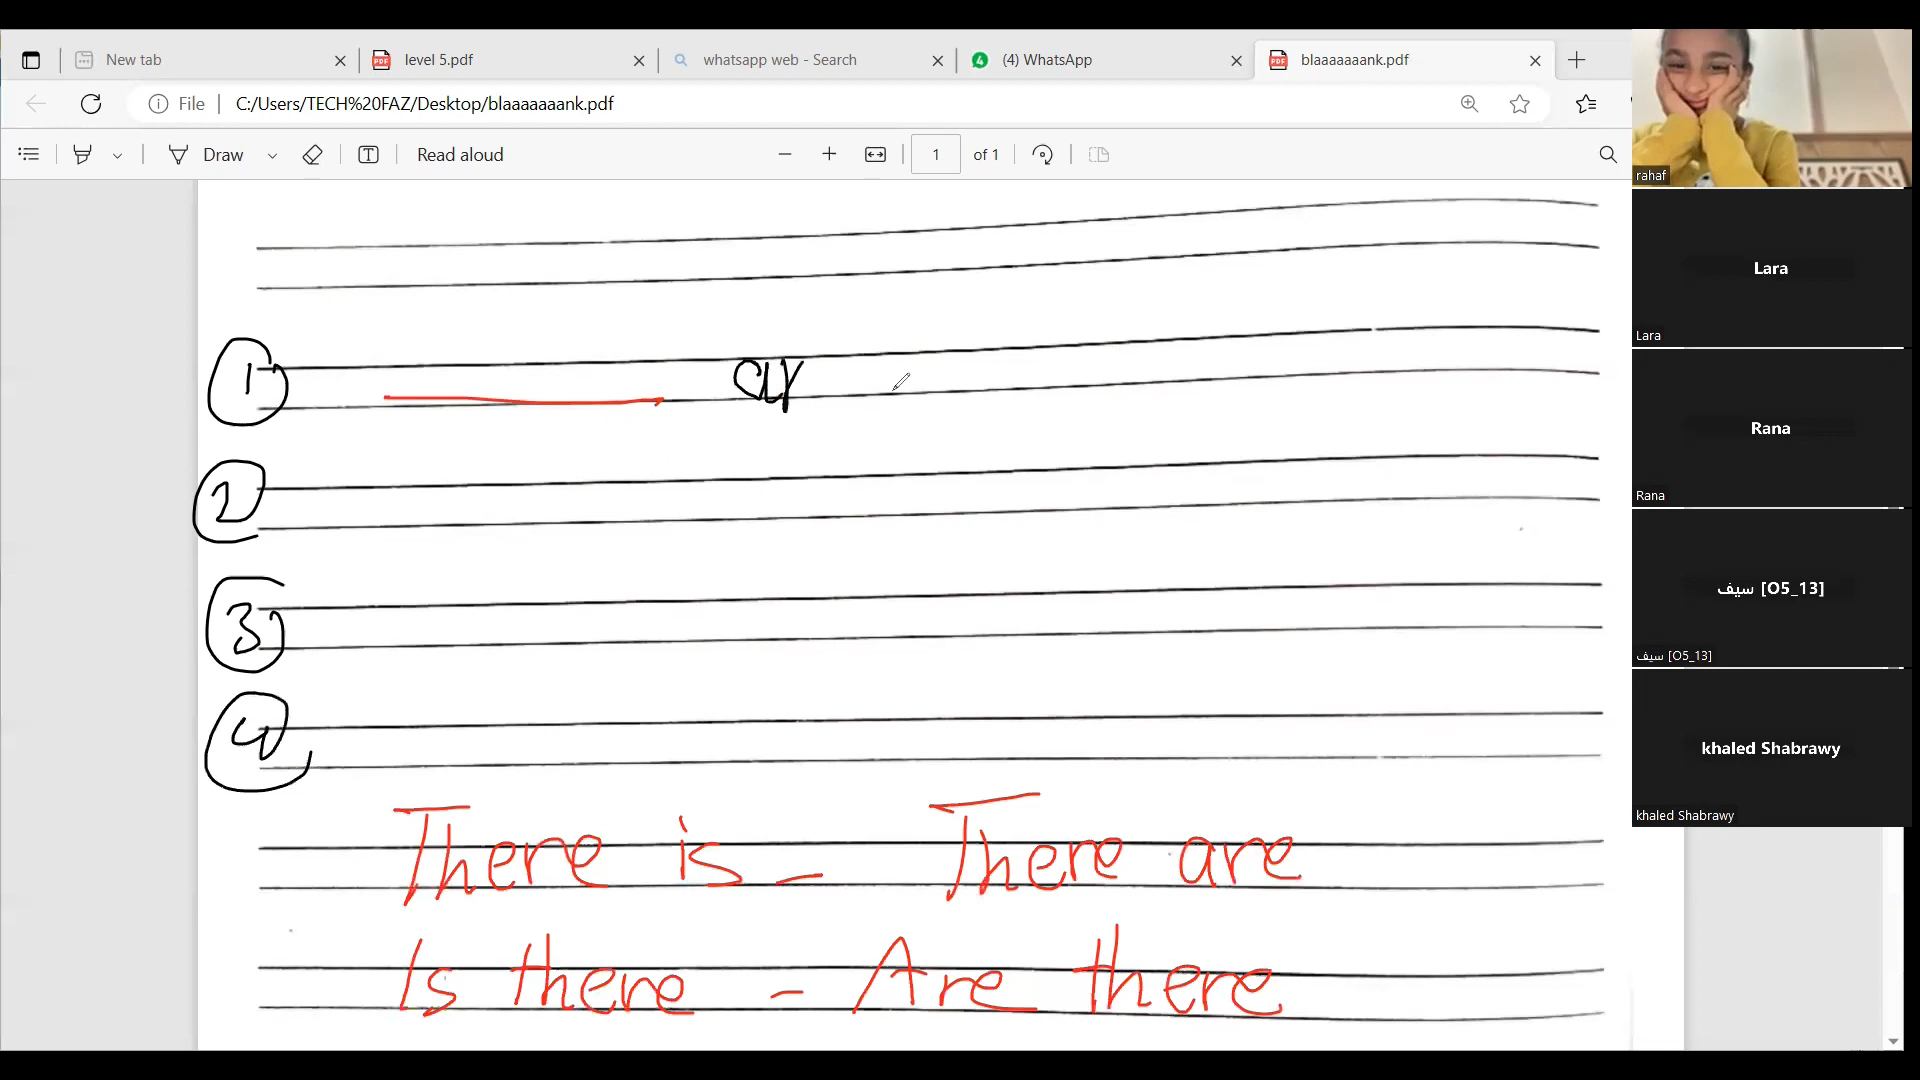 New tab level 5.pdf whatsapp web - Search (4) WhatsApp blaaaaaaank.pdf
File C:/Users/TECH%20FAZ/Desktop/blaaaaaaank.pdf
Draw Read aloud 1 of 1
rahaf
Lara
Lara
Rana
Rana
سيف [O5_13]
سيف [O5_13]
khaled Shabrawy
khaled Shabrawy
1
2
3
4
There is - There are
Is there - Are there